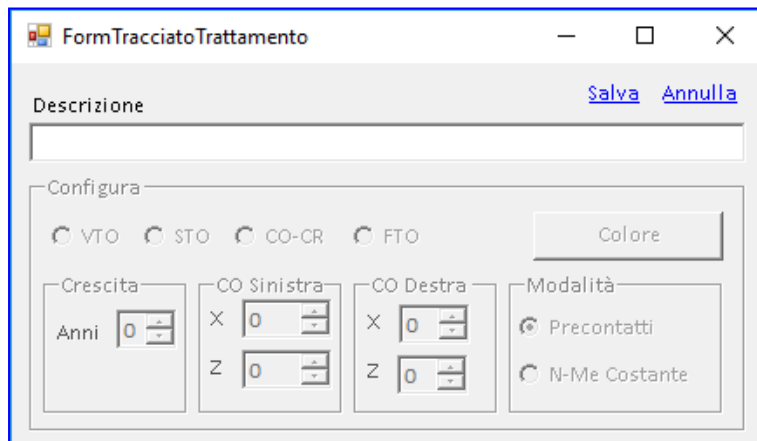 FormTracciatoTrattamento
Salva Annulla
Descrizione
Configura
VTO STO CO-CR FTO Colore
Crescita CO Sinistra CO Destra Modalità
Anni 0 X 0 X 0 Precontatti
Z 0 Z 0 N-Me Costante